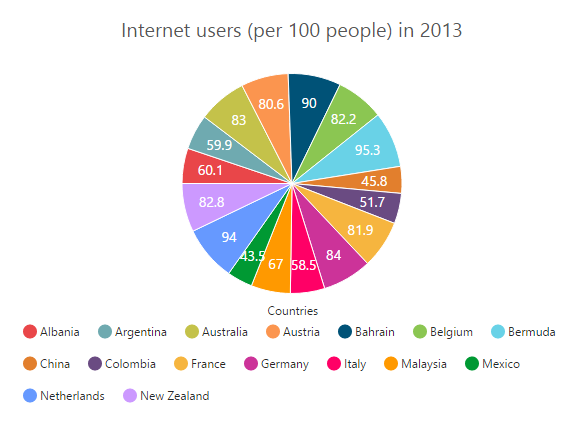 Internet users (per 100 people) in 2013
80.6 90
83 82.2
59.9 95.3
60.1 45.8
82.8 51.7
94 81.9
43.5 67 58.5 84
Countries
Albania Argentina Australia Austria Bahrain Belgium Bermuda
China Colombia France Germany Italy Malaysia Mexico
Netherlands New Zealand